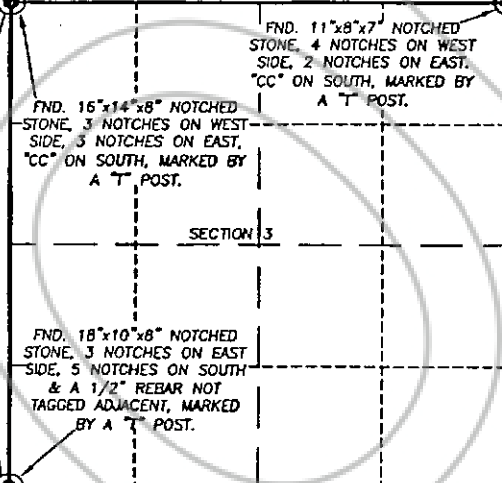 FND. 11"x8"x7" NOTCHED
STONE, 4 NOTCHES ON WEST
SIDE, 2 NOTCHES ON EAST.
"CC" ON SOUTH, MARKED BY
A "T" POST.
FND. 16"x14"x8" NOTCHED
STONE, 3 NOTCHES ON WEST
SIDE, 3 NOTCHES ON EAST,
"CC" ON SOUTH, MARKED BY
A "T" POST.
SECTION 3
FND. 18"x10"x8" NOTCHED
STONE, 3 NOTCHES ON EAST
SIDE, 5 NOTCHES ON SOUTH
& A 1/2" REBAR NOT
TAGGED ADJACENT, MARKED
BY A "T" POST.